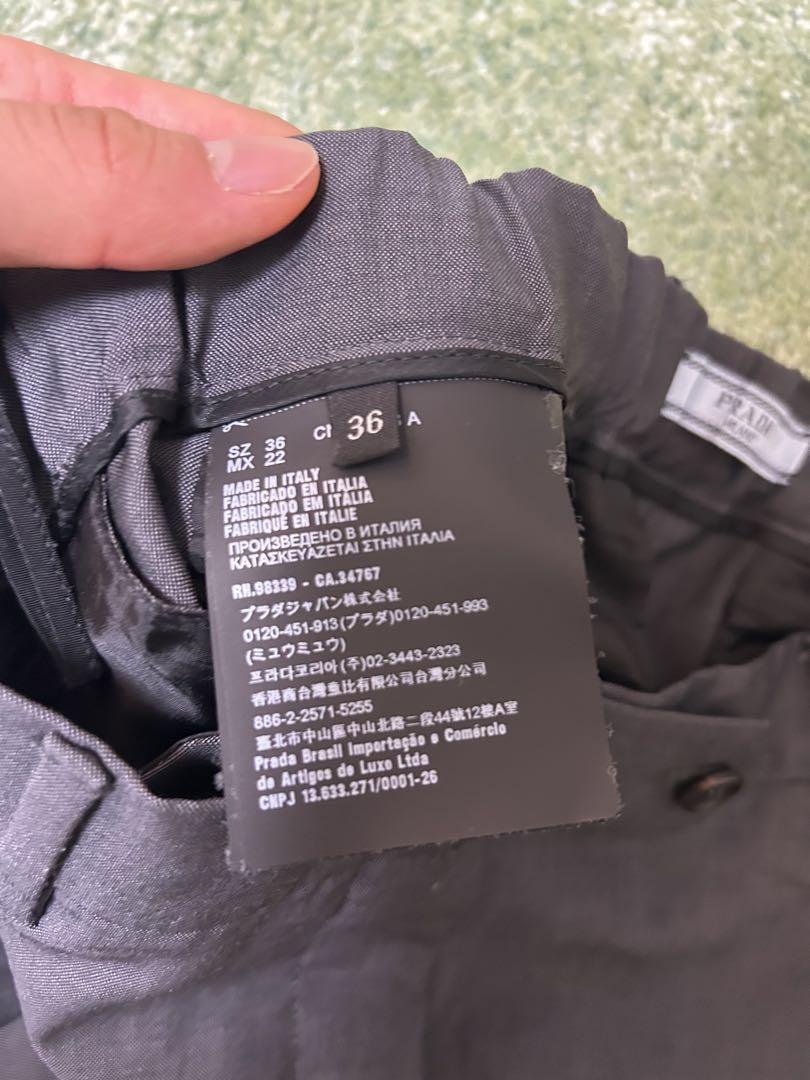 SZ 36
MX 22
36
MADE IN ITALY
FABRICADO EN ITALIA
FABRICADO EM ITALIA
FABRIQUÉ EN ITALIE
ПРОИЗВЕДЕНО В ИТАЛИЯ
ΚΑΤΑΣΚΕΥΑΖΕΤΑΙ ΣΤΗΝ ΙΤΑΛΙΑ
RN.98339 - CA.34767
プラダジャパン株式会社
0120-451-913(プラダ)0120-451-993
(ミュウミュウ)
프라다코리아(주)02-3443-2323
香港商台灣普比有限公司台灣分公司
886-2-2571-5255
臺北市中山區中山北路二段44號12樓A室
Prada Brasil Importação e Comércio
de Artigos de Luxo Ltda
CNPJ 13.633.271/0001-26
PRADA